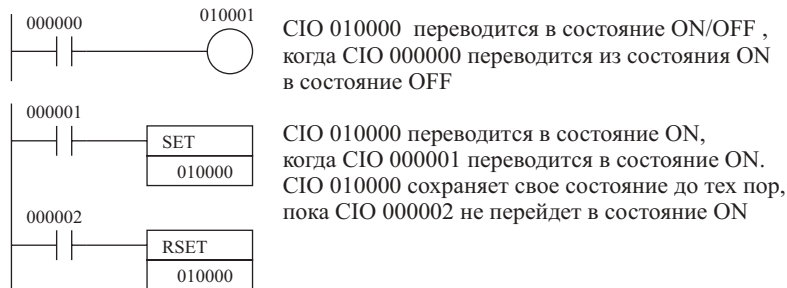 000000
010001
CIO 010000 переводится в состояние ON/OFF ,
когда CIO 000000 переводится из состояния ON
в состояние OFF
000001
SET
010000
CIO 010000 переводится в состояние ON,
когда CIO 000001 переводится в состояние ON.
CIO 010000 сохраняет свое состояние до тех пор,
пока CIO 000002 не перейдет в состояние ON
000002
RSET
010000